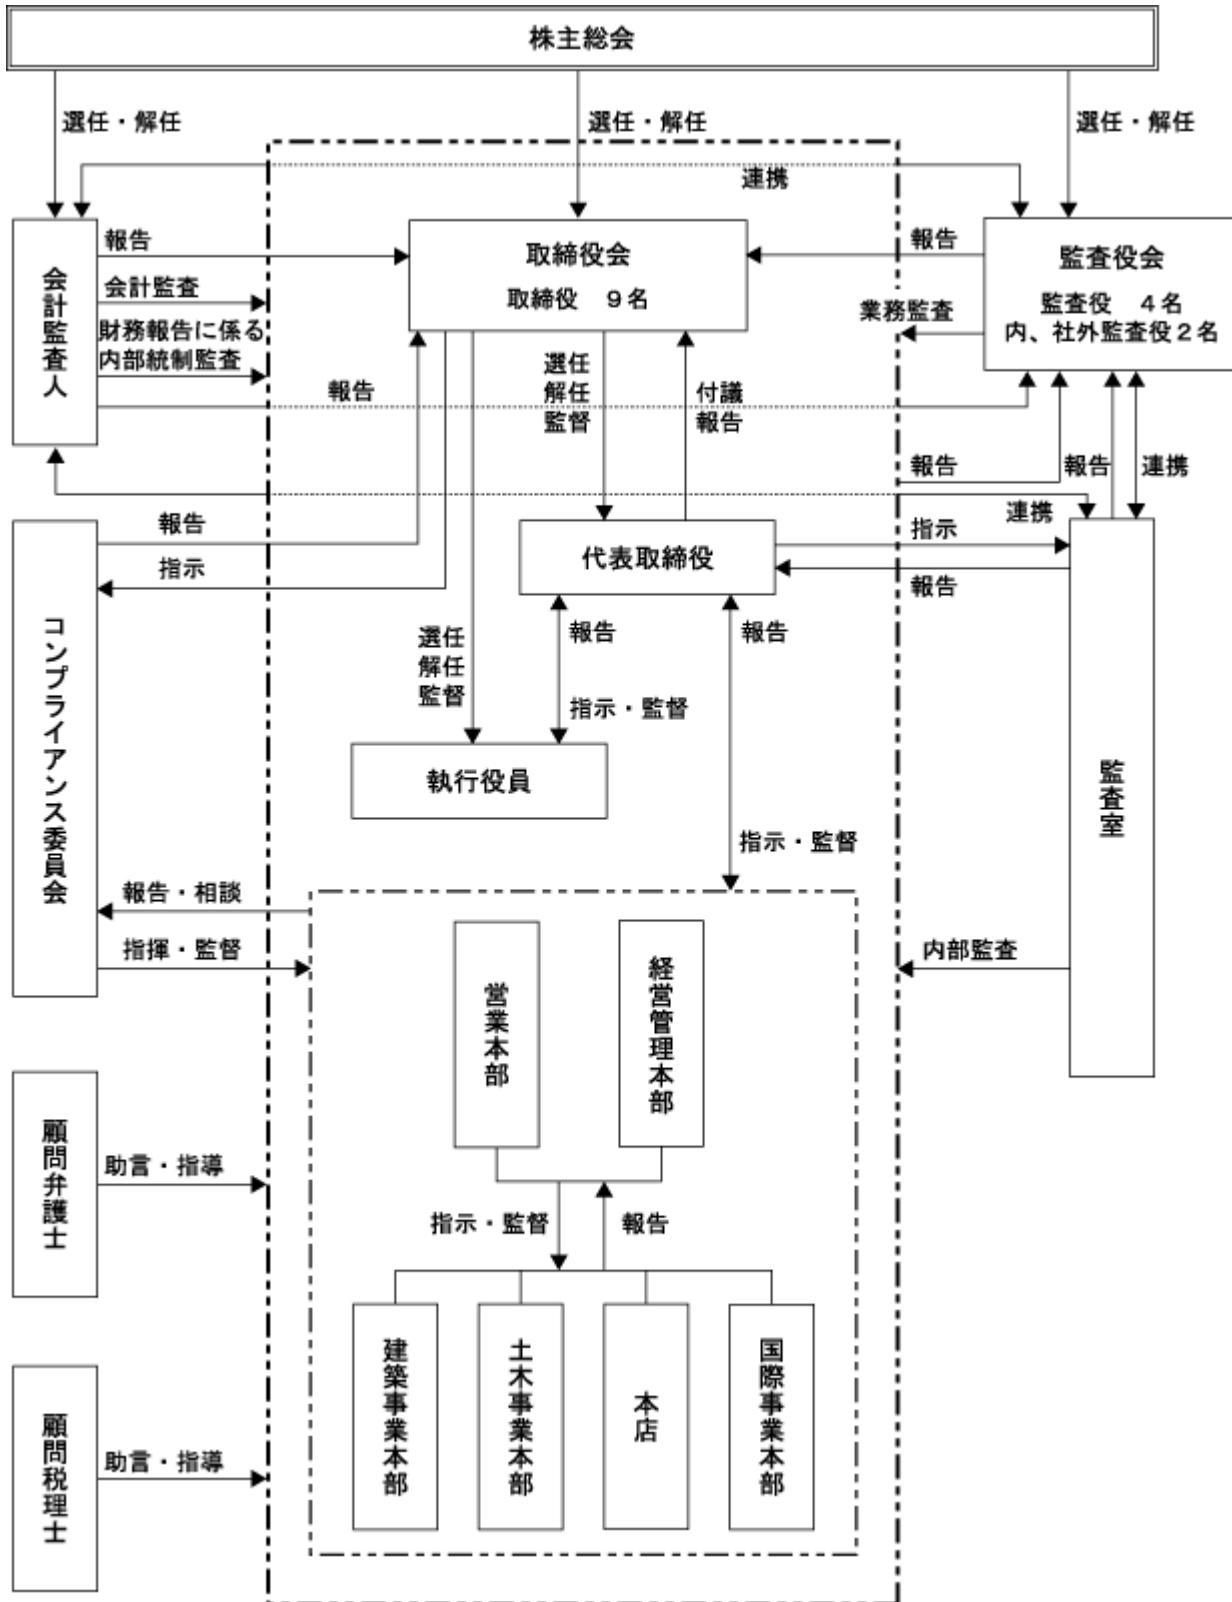 株主総会
選任・解任
選任・解任
選任・解任
連携
会計監査人
報告
会計監査
財務報告に係る
内部統制監査
取締役会
取締役　９名
報告
業務監査
監査役会
監査役　４名
内、社外監査役２名
報告
選任
解任
監督
付議
報告
報告
報告
連携
連携
報告
指示
代表取締役
指示
報告
コンプライアンス委員会
選任
解任
監督
報告
指示・監督
報告
指示・監督
執行役員
監査室
報告・相談
指揮・監督
内部監査
営業本部
経営管理本部
顧問弁護士
助言・指導
指示・監督
報告
建築事業本部
土木事業本部
本店
国際事業本部
顧問税理士
助言・指導